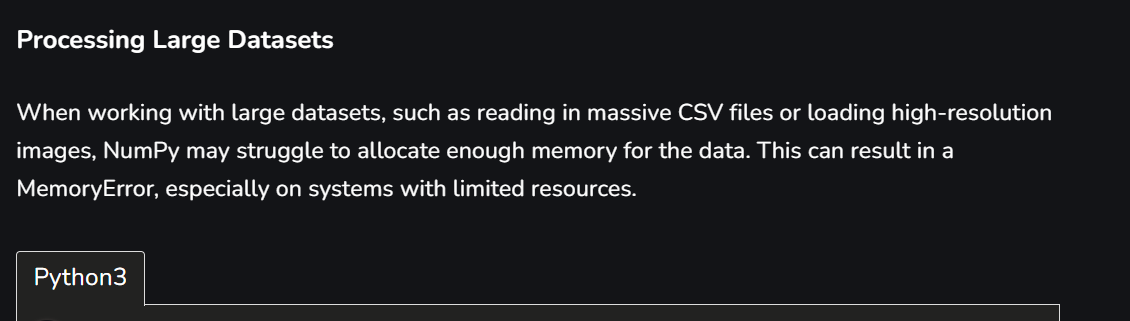 Processing Large Datasets
When working with large datasets, such as reading in massive CSV files or loading high-resolution
images, NumPy may struggle to allocate enough memory for the data. This can result in a
MemoryError, especially on systems with limited resources.
Python3